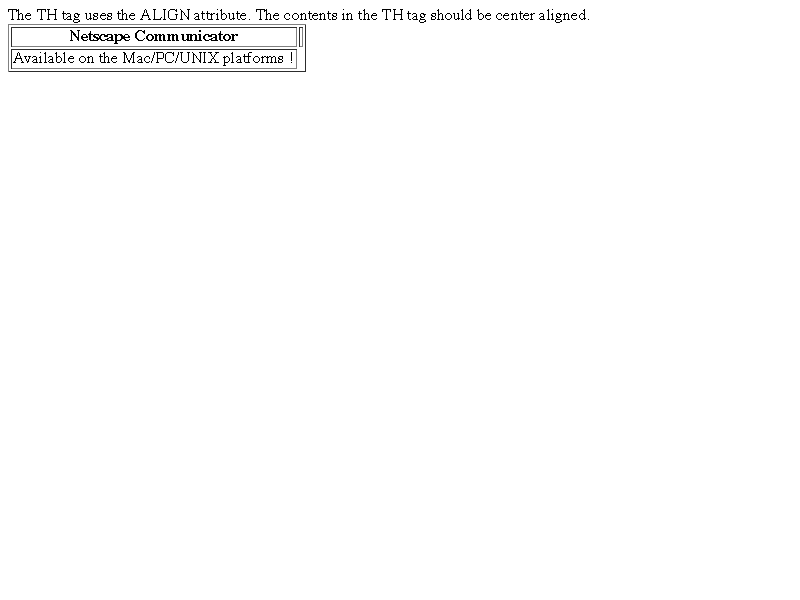 The TH tag uses the ALIGN attribute. The contents in the TH tag should be center aligned.
Netscape Communicator
Available on the Mac/PC/UNIX platforms !